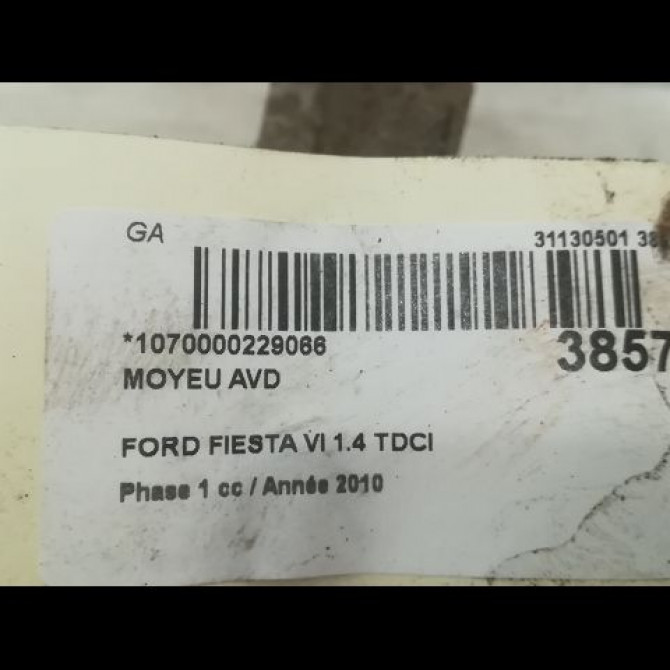 GA
31130501 38
*1070000229066
3857
MOYEU AVD
FORD FIESTA VI 1.4 TDCI
Phase 1 cc / Année 2010